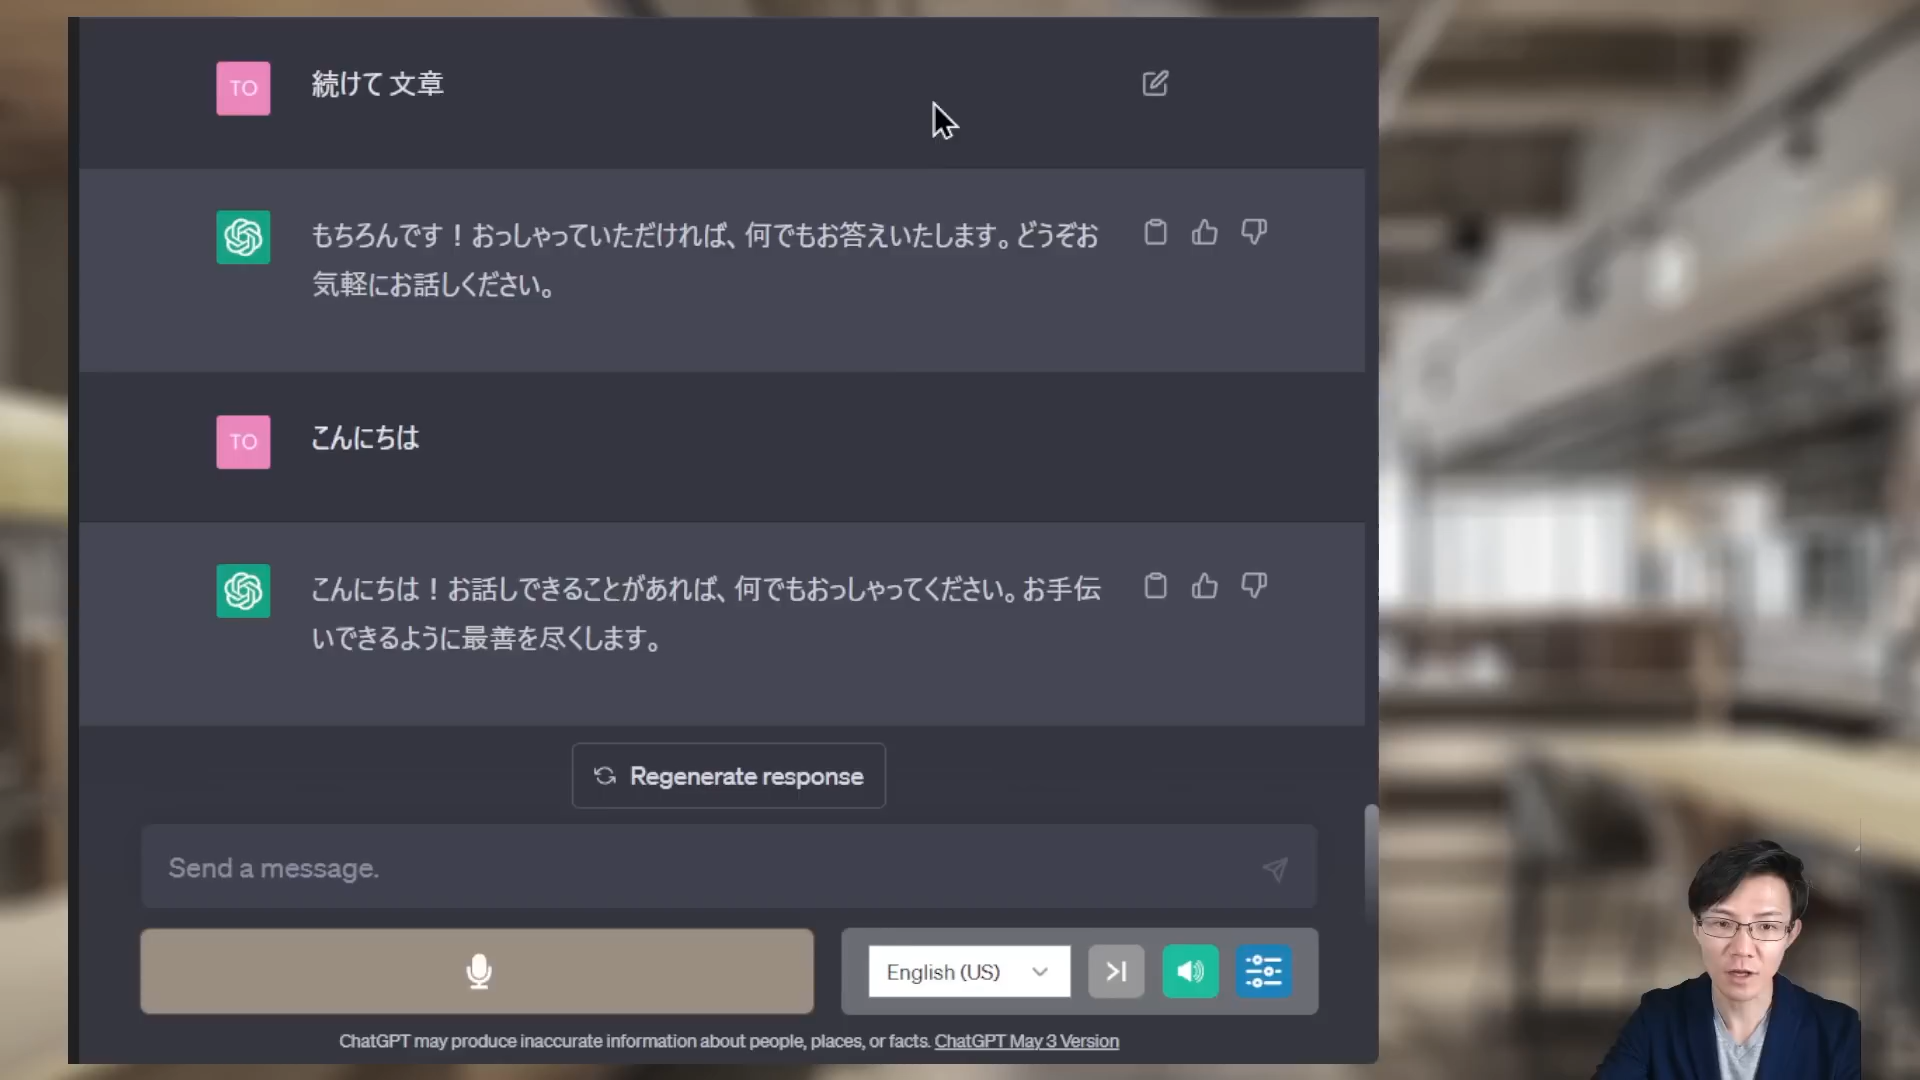 TO
続けて 文章
もちろんです！おっしゃっていただければ、何でもお答えいたします。どうぞお
気軽にお話しください。
TO
こんにちは
こんにちは！お話しできることがあれば、何でもおっしゃってください。お手伝
いできるように最善を尽くします。
Regenerate response
Send a message.
English (US)
ChatGPT may produce inaccurate information about people, places, or facts. ChatGPT May 3 Version